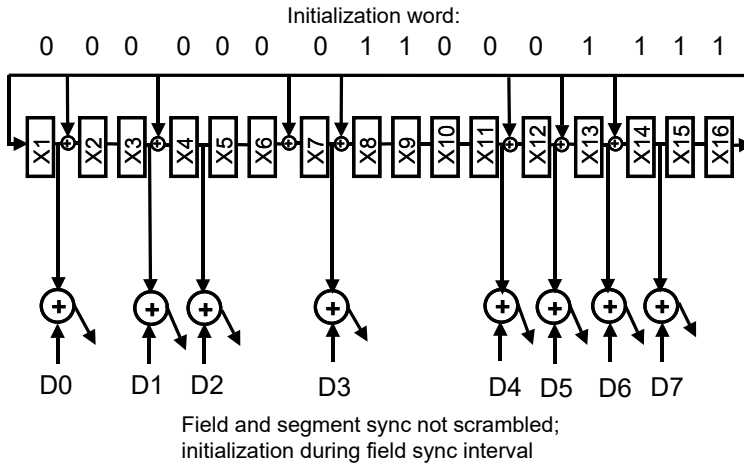 Initialization word:
0 0 0 0 0 0 0 1 1 0 0 0 1 1 1 1
X1 + X2 X3 + X4 X5 X6 + X7 + X8 X9 X10 X11 + X12 + X13 + X14 X15 X16
+ + + + + + + +
D0 D1 D2 D3 D4 D5 D6 D7
Field and segment sync not scrambled;
initialization during field sync interval